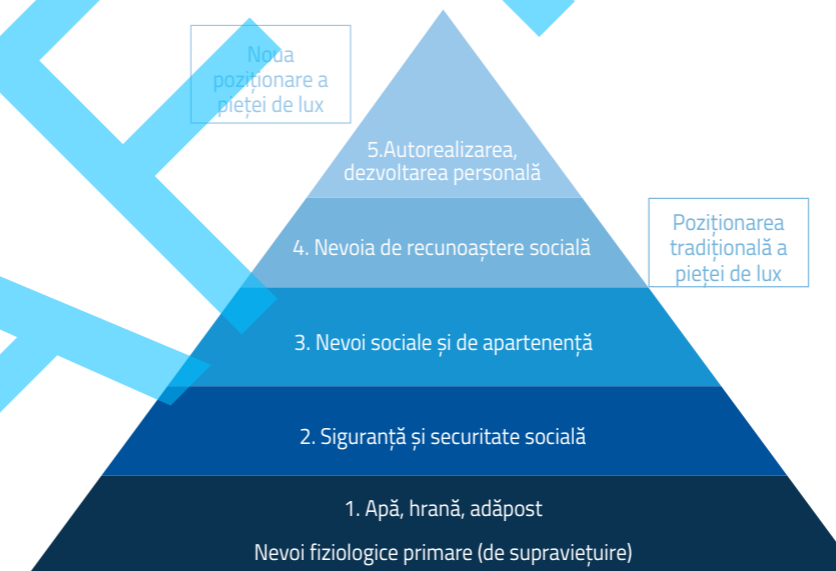 Noua
poziționare a
pieței de lux
5.Autorealizarea,
dezvoltarea personală
4. Nevoia de recunoaștere socială
Poziționarea
tradițională a
pieței de lux
3. Nevoi sociale și de apartenență
2. Siguranță și securitate socială
1. Apă, hrană, adăpost
Nevoi fiziologice primare (de supraviețuire)